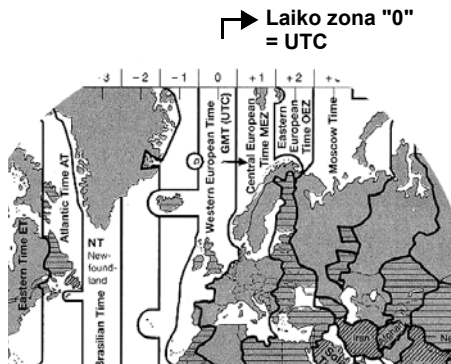 Laiko zona "0"
= UTC
-3 -2 -1 0 +1 +2
Eastern Time ET
Atlantic Time AT
NT
New-
found-
land
Brasilian Time
Western European Time
GMT (UTC)
Central European
Time MEZ
Eastern
European
Time OEZ
Moscow Time
Iran